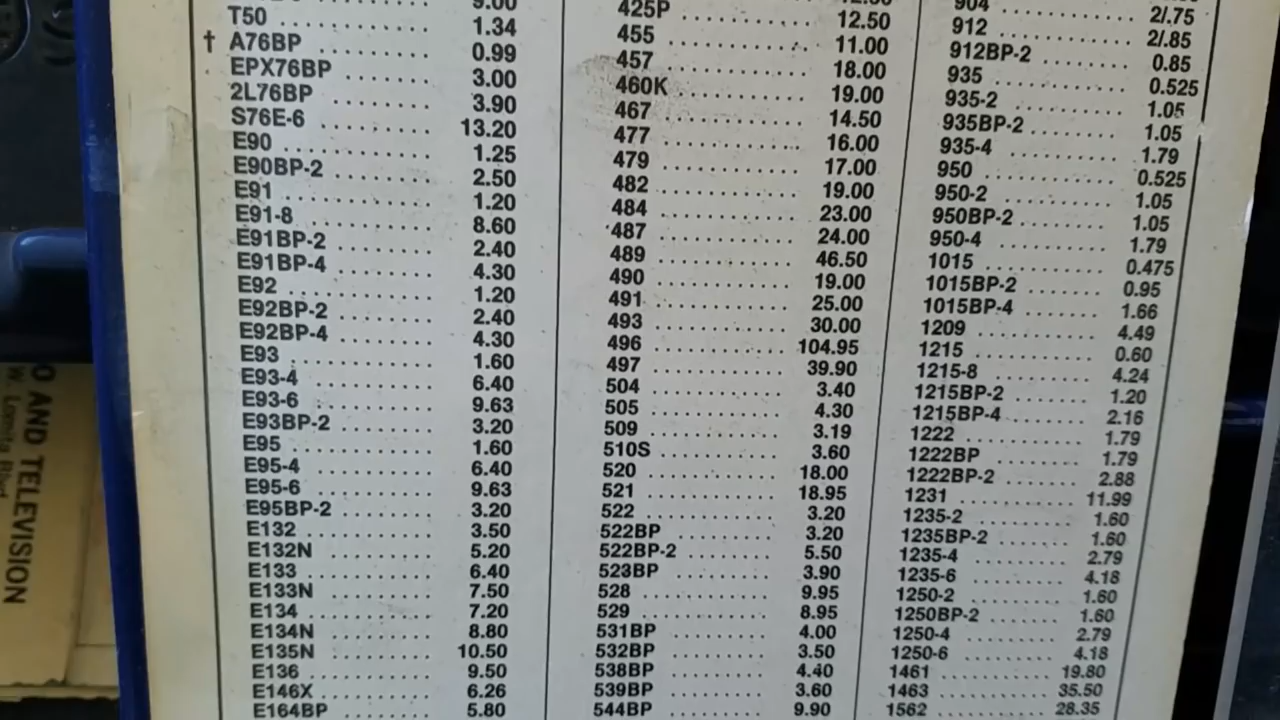 9.00
T50 ........ 1.34
† A76BP ........ 0.99
EPX76BP ........ 3.00
2L76BP ........ 3.90
S76E-6 ........ 13.20
E90 ........ 1.25
E90BP-2 ........ 2.50
E91 ........ 1.20
E91-8 ........ 8.60
E91BP-2 ........ 2.40
E91BP-4 ........ 4.30
E92 ........ 1.20
E92BP-2 ........ 2.40
E92BP-4 ........ 4.30
E93 ........ 1.60
E93-4 ........ 6.40
E93-6 ........ 9.63
E93BP-2 ........ 3.20
E95 ........ 1.60
E95-4 ........ 6.40
E95-6 ........ 9.63
E95BP-2 ........ 3.20
E132 ........ 3.50
E132N ........ 5.20
E133 ........ 6.40
E133N ........ 7.50
E134 ........ 7.20
E134N ........ 8.80
E135N ........ 10.50
E136 ........ 9.50
E146X ........ 6.26
E164BP ........ 5.80
425P ........ 12.50
455 ........ 11.00
457 ........ 18.00
460K ........ 19.00
467 ........ 14.50
477 ........ 16.00
479 ........ 17.00
482 ........ 19.00
484 ........ 23.00
487 ........ 24.00
489 ........ 46.50
490 ........ 19.00
491 ........ 25.00
493 ........ 30.00
496 ........ 104.95
497 ........ 39.90
504 ........ 3.40
505 ........ 4.30
509 ........ 3.19
510S ........ 3.60
520 ........ 18.00
521 ........ 18.95
522 ........ 3.20
522BP ........ 3.20
522BP-2 ........ 5.50
523BP ........ 3.90
528 ........ 9.95
529 ........ 8.95
531BP ........ 4.00
532BP ........ 3.50
538BP ........ 4.40
539BP ........ 3.60
544BP ........ 9.90
904 ........ 2/.75
912 ........ 2/.85
912BP-2 ........ 0.85
935 ........ 0.525
935-2 ........ 1.05
935BP-2 ........ 1.05
935-4 ........ 1.79
950 ........ 0.525
950-2 ........ 1.05
950BP-2 ........ 1.05
950-4 ........ 1.79
1015 ........ 0.475
1015BP-2 ........ 0.95
1015BP-4 ........ 1.66
1209 ........ 4.49
1215 ........ 0.60
1215-8 ........ 4.24
1215BP-2 ........ 1.20
1215BP-4 ........ 2.16
1222 ........ 1.79
1222BP ........ 1.79
1222BP-2 ........ 2.88
1231 ........ 11.99
1235-2 ........ 1.60
1235BP-2 ........ 1.60
1235-4 ........ 2.79
1235-6 ........ 4.18
1250-2 ........ 1.60
1250BP-2 ........ 1.60
1250-4 ........ 2.79
1250-6 ........ 4.18
1461 ........ 19.80
1463 ........ 35.50
1562 ........ 28.35
O AND TELEVISION
W. Lomita Blvd